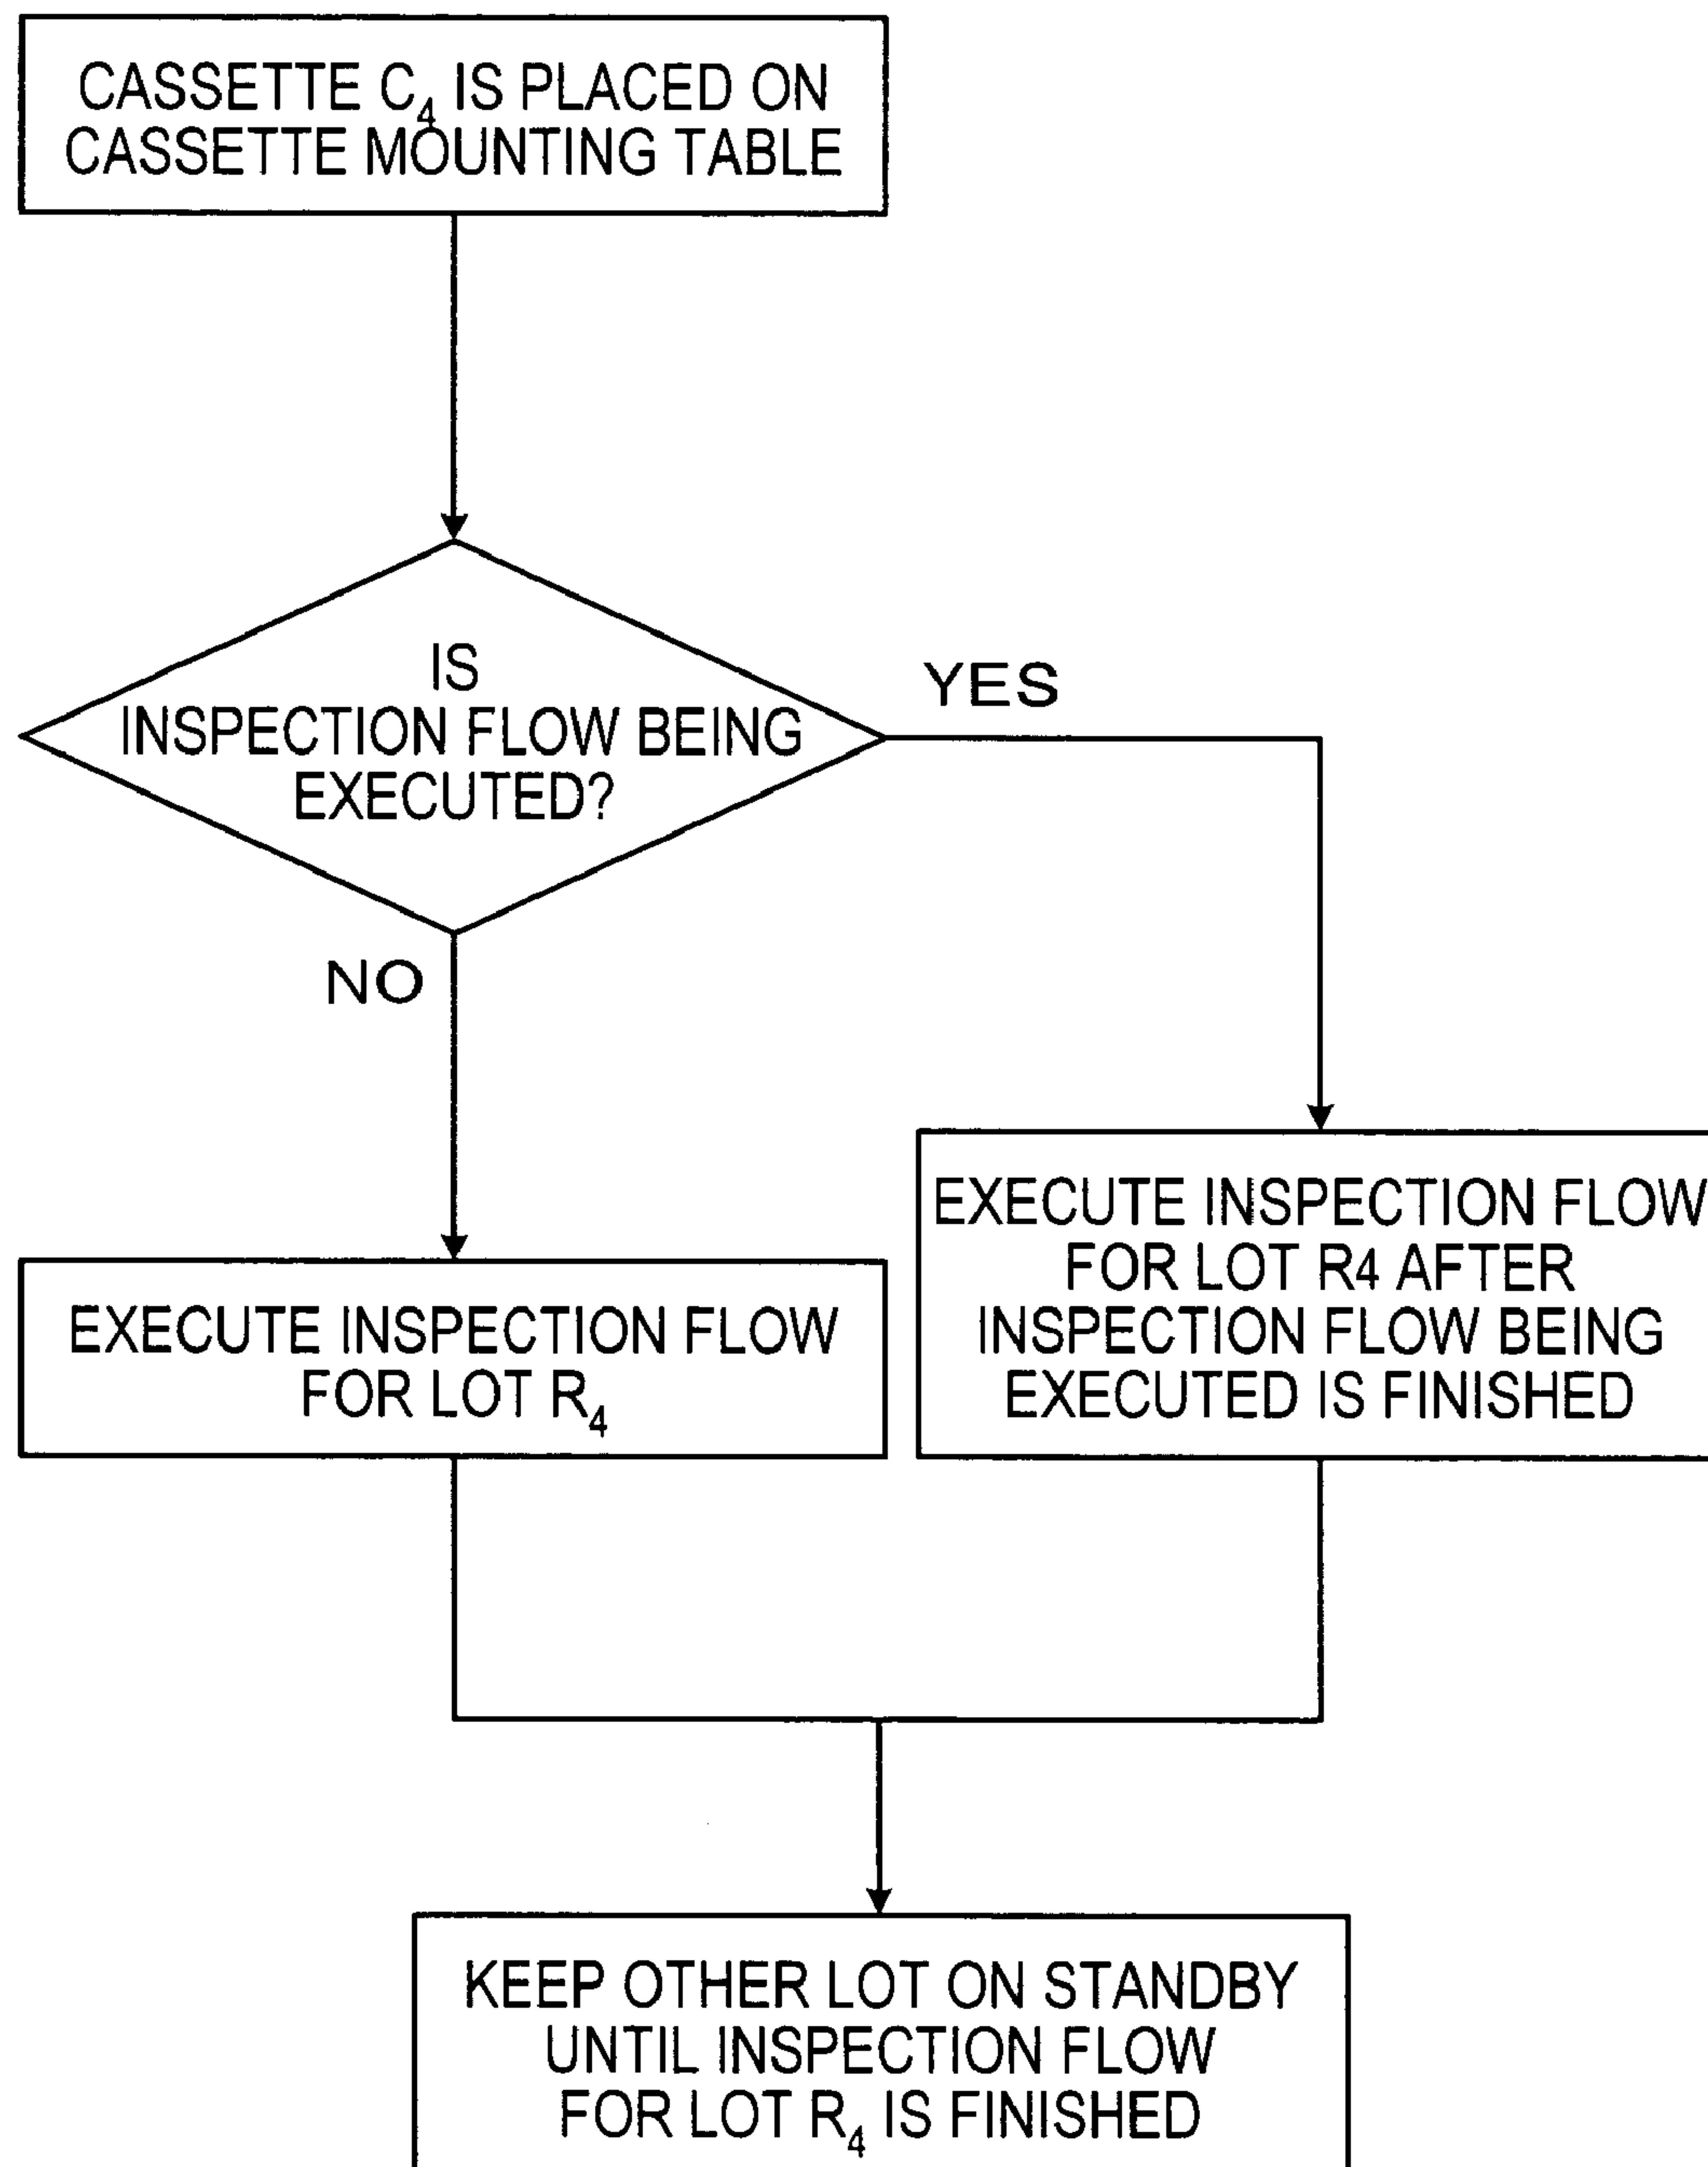 CASSETTE C₄ IS PLACED ON
CASSETTE MOUNTING TABLE
IS
INSPECTION FLOW BEING
EXECUTED?
YES
NO
EXECUTE INSPECTION FLOW
FOR LOT R₄
EXECUTE INSPECTION FLOW
FOR LOT R4 AFTER
INSPECTION FLOW BEING
EXECUTED IS FINISHED
KEEP OTHER LOT ON STANDBY
UNTIL INSPECTION FLOW
FOR LOT R₄ IS FINISHED